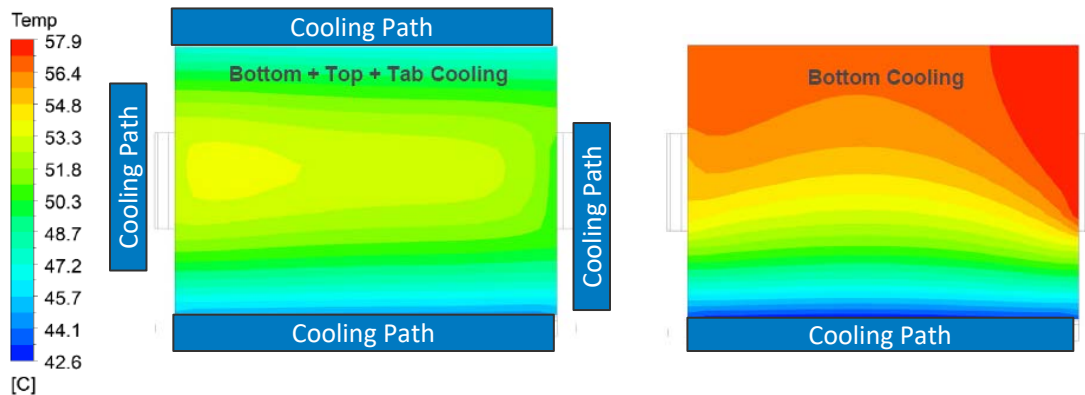 Temp
57.9
56.4
54.8
53.3
51.8
50.3
48.7
47.2
45.7
44.1
42.6
[C]
Cooling Path
Bottom + Top + Tab Cooling
Cooling Path
Cooling Path
Cooling Path
Bottom Cooling
Cooling Path